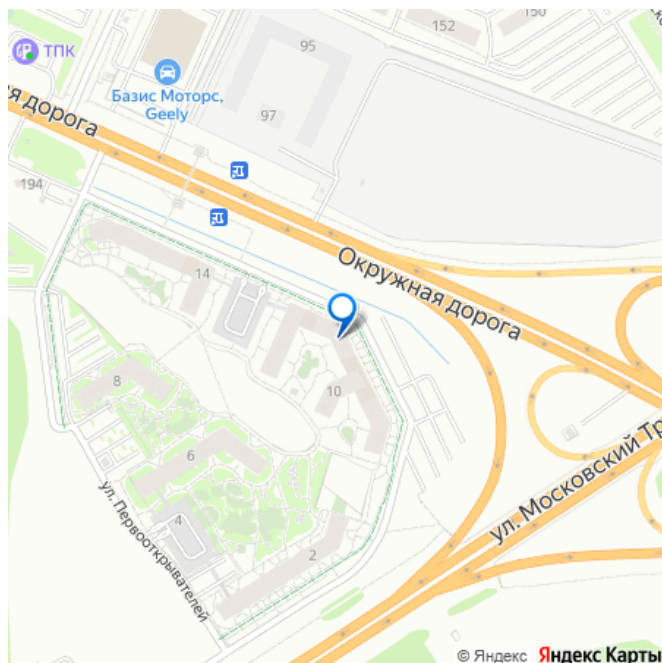 152
150
95
ТПК
Базис Моторс,
Geely
97
я дорога
194
Окружная дорога
14
10
8
6
4
2
ул. Первооткрывателей
ул. Московский Тр
© Яндекс Яндекс Карты